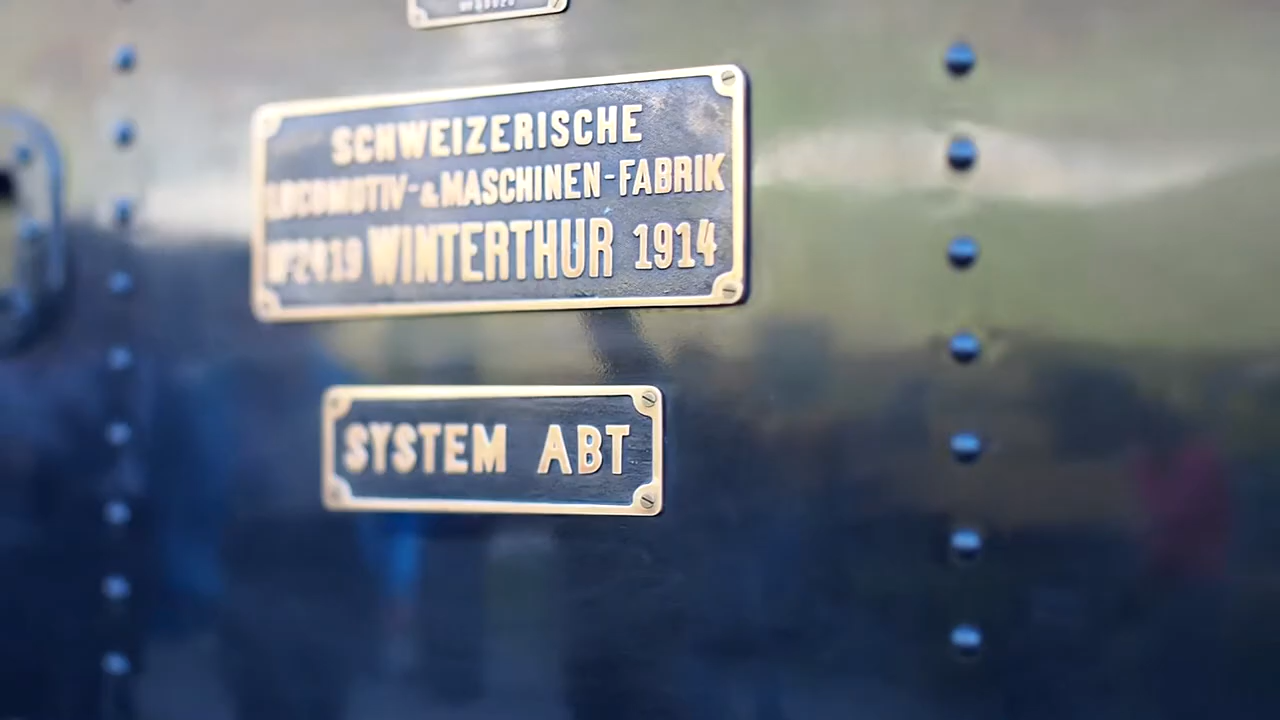 SCHWEIZERISCHE
LOCOMOTIV-&MASCHINEN-FABRIK
Nº2419 WINTERTHUR 1914
SYSTEM ABT